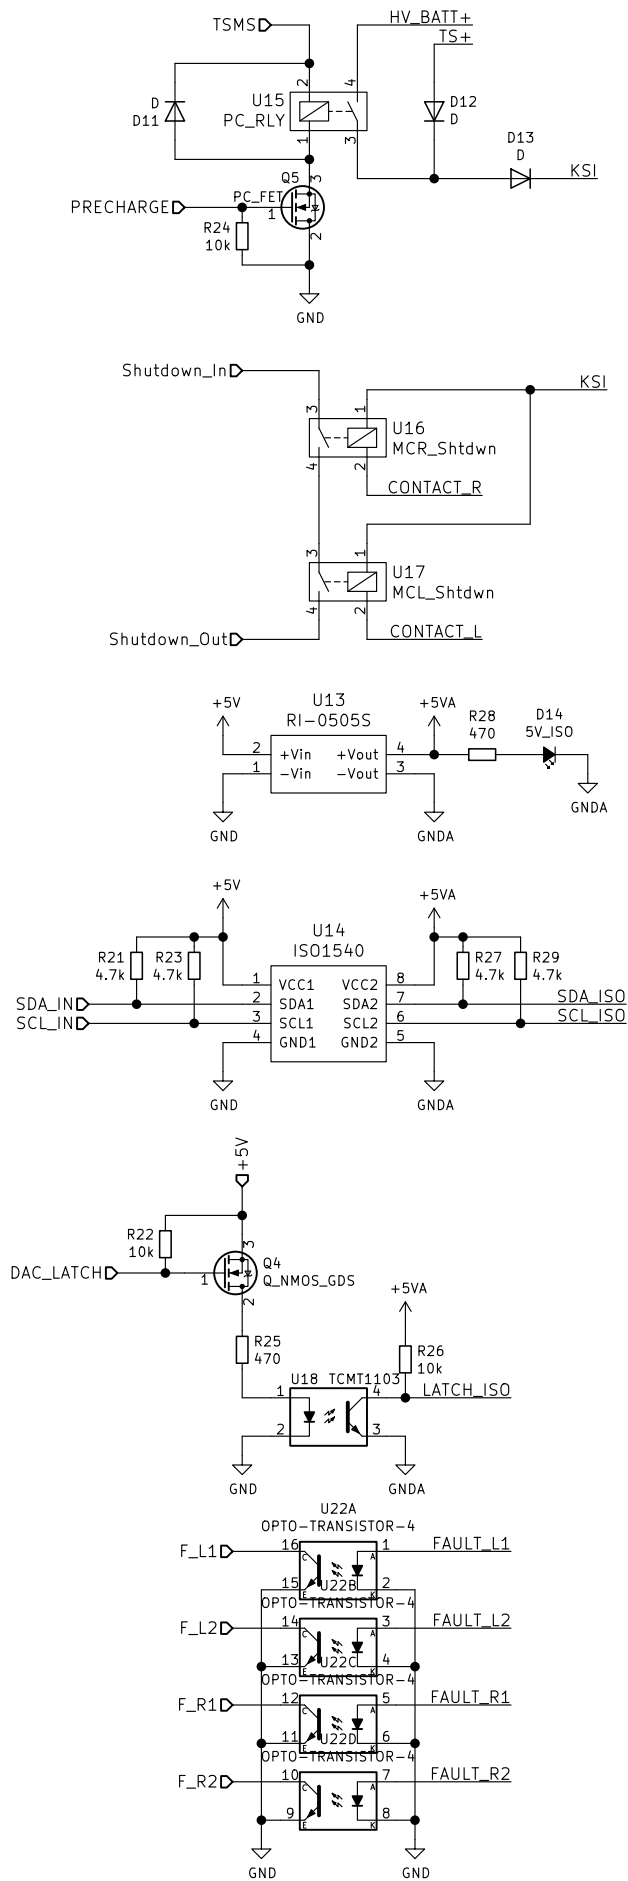 TSMS
HV_BATT+
TS+
2
4
D
D11
U15
PC_RLY
D12
D
1
3
D13
D
KSI
Q5
PC_FET
3
PRECHARGE
1
R24
10k
2
GND
Shutdown_In
KSI
3
1
U16
MCR_Shtdwn
4
2
CONTACT_R
3
1
U17
MCL_Shtdwn
4
2
Shutdown_Out
CONTACT_L
U13
RI-0505S
+5V
+5VA
R28
470
D14
5V_ISO
2 +Vin +Vout 4
1 -Vin -Vout 3
GND
GNDA
GNDA
+5V
+5VA
U14
ISO1540
R21
4.7k
R23
4.7k
R27
4.7k
R29
4.7k
1 VCC1 VCC2 8
SDA_IN 2 SDA1 SDA2 7 SDA_ISO
SCL_IN 3 SCL1 SCL2 6 SCL_ISO
4 GND1 GND2 5
GND
GNDA
+5V
R22
10k
3
Q4
Q_NMOS_GDS
DAC_LATCH
1
2
+5VA
R25
470
R26
10k
U18 TCMT1103
1
4
LATCH_ISO
2
3
GND
GNDA
U22A
OPTO-TRANSISTOR-4
F_L1 16 C A 1 FAULT_L1
15 E K 2
U22B
OPTO-TRANSISTOR-4
F_L2 14 C A 3 FAULT_L2
13 E K 4
U22C
OPTO-TRANSISTOR-4
F_R1 12 C A 5 FAULT_R1
11 E K 6
U22D
OPTO-TRANSISTOR-4
F_R2 10 C A 7 FAULT_R2
9 E K 8
GND
GND